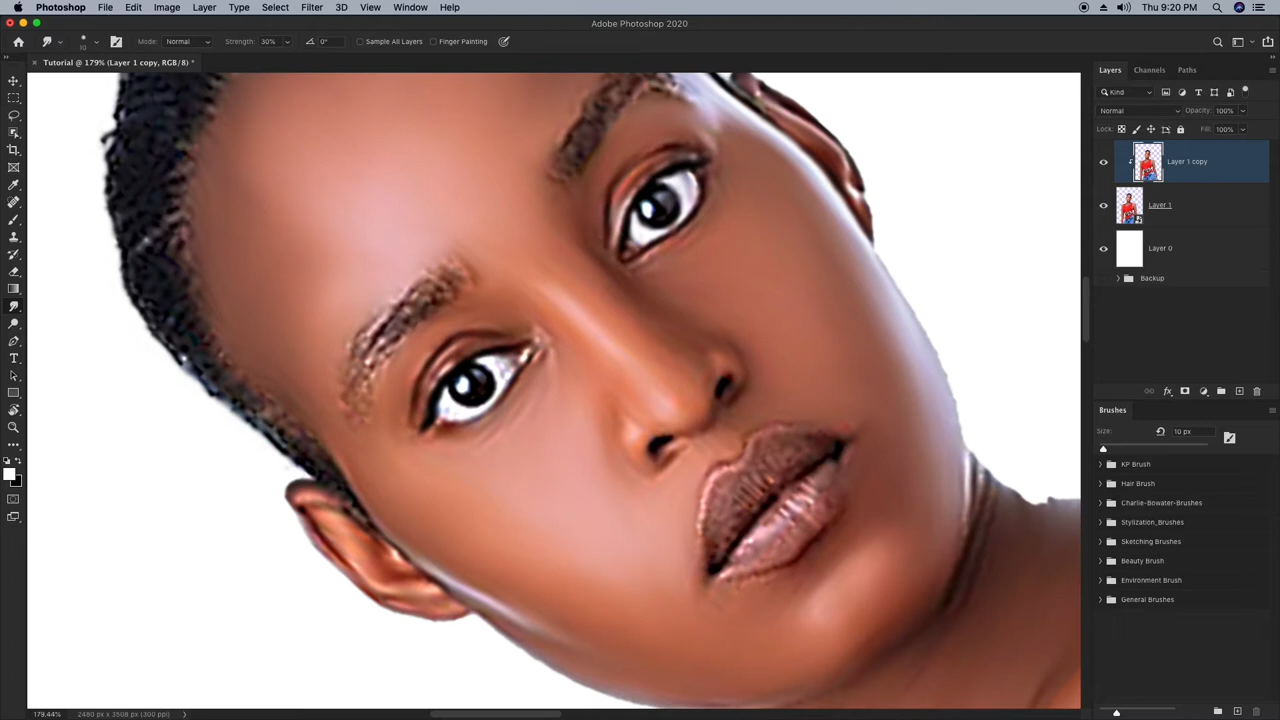 Photoshop File Edit Image Layer Type Select Filter 3D View Window Help Thu 9:20 PM
Adobe Photoshop 2020
10 Mode: Normal Strength: 30% 0° Sample All Layers Finger Painting
Tutorial @ 179% (Layer 1 copy, RGB/8) *
Layers Channels Paths
Kind
Normal Opacity: 100%
Lock: Fill: 100%
Layer 1 copy
Layer 1
Layer 0
Backup
fx
Brushes
Size: 10 px
KP Brush
Hair Brush
Charlie-Bowater-Brushes
Stylization_Brushes
Sketching Brushes
Beauty Brush
Environment Brush
General Brushes
179.44% 2480 px x 3508 px (300 ppi)